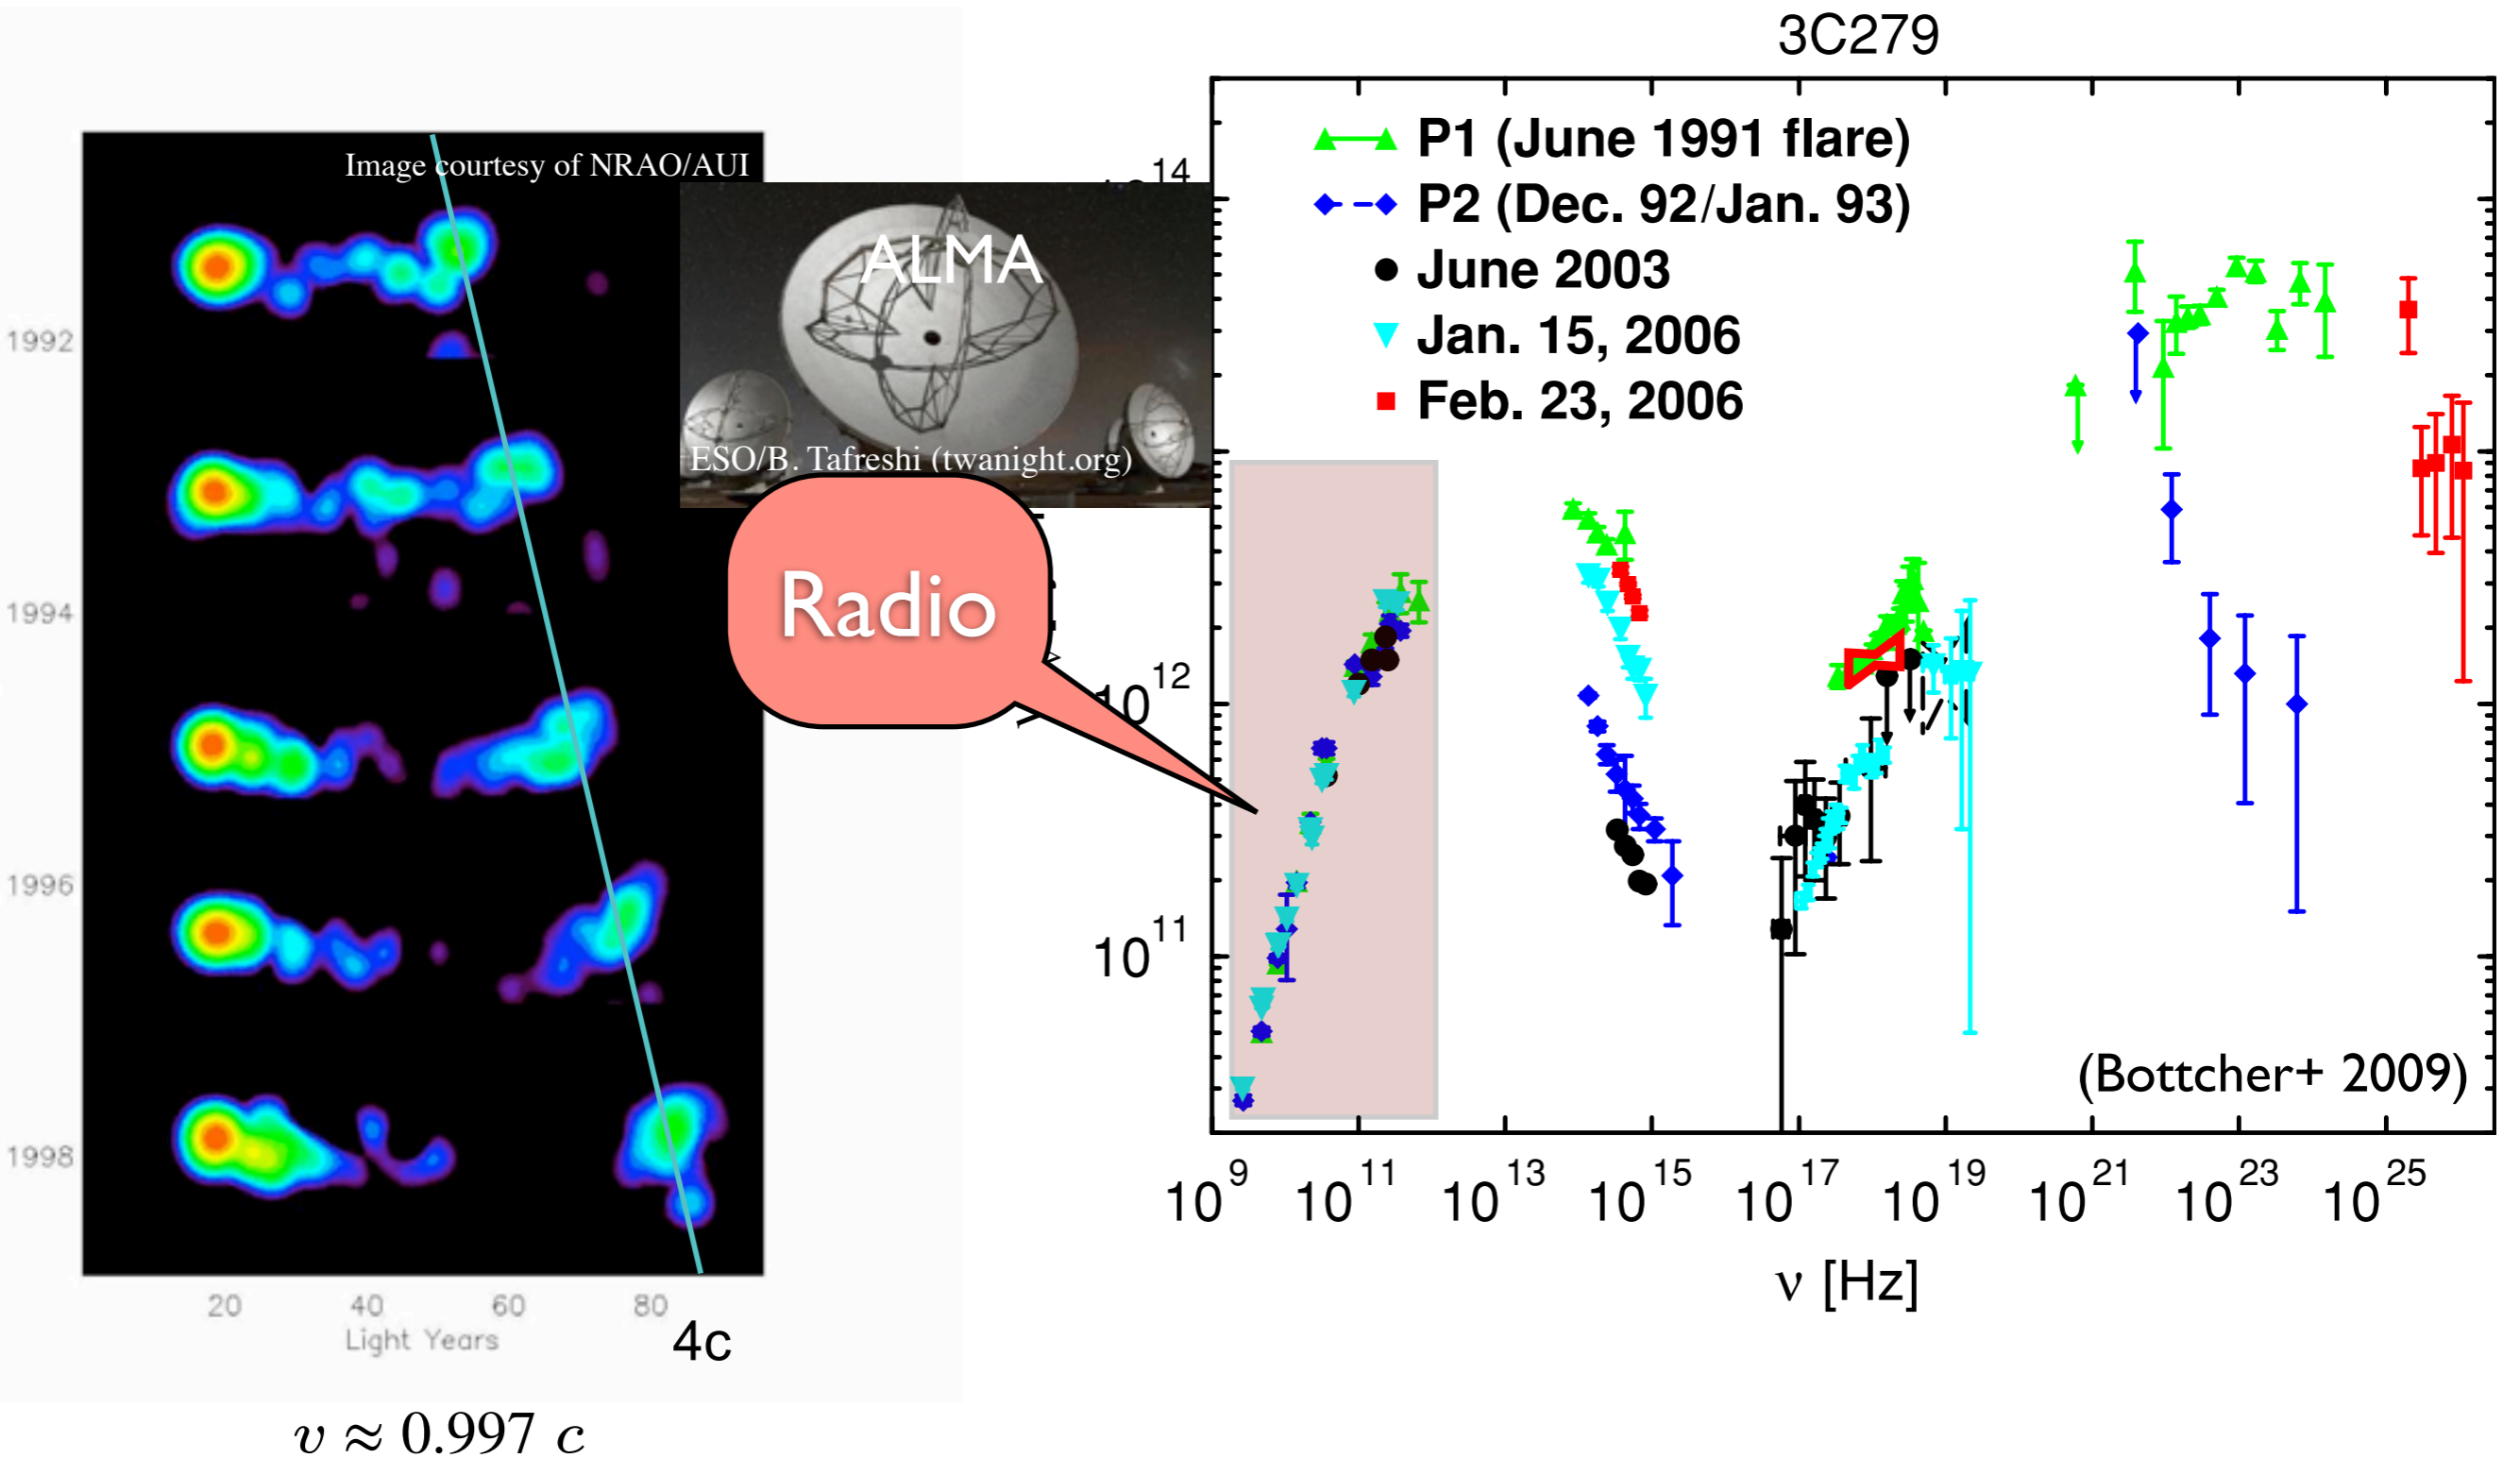 3C279
Image courtesy of NRAO/AUI
1992
1994
1996
1998
20 40 60 80
Light Years
4c
v ≈ 0.997 c
ALMA
ESO/B. Tafreshi (twanight.org)
Radio
P1 (June 1991 flare)
P2 (Dec. 92/Jan. 93)
June 2003
Jan. 15, 2006
Feb. 23, 2006
10^12
10^11
(Bottcher+ 2009)
10^9 10^11 10^13 10^15 10^17 10^19 10^21 10^23 10^25
ν [Hz]